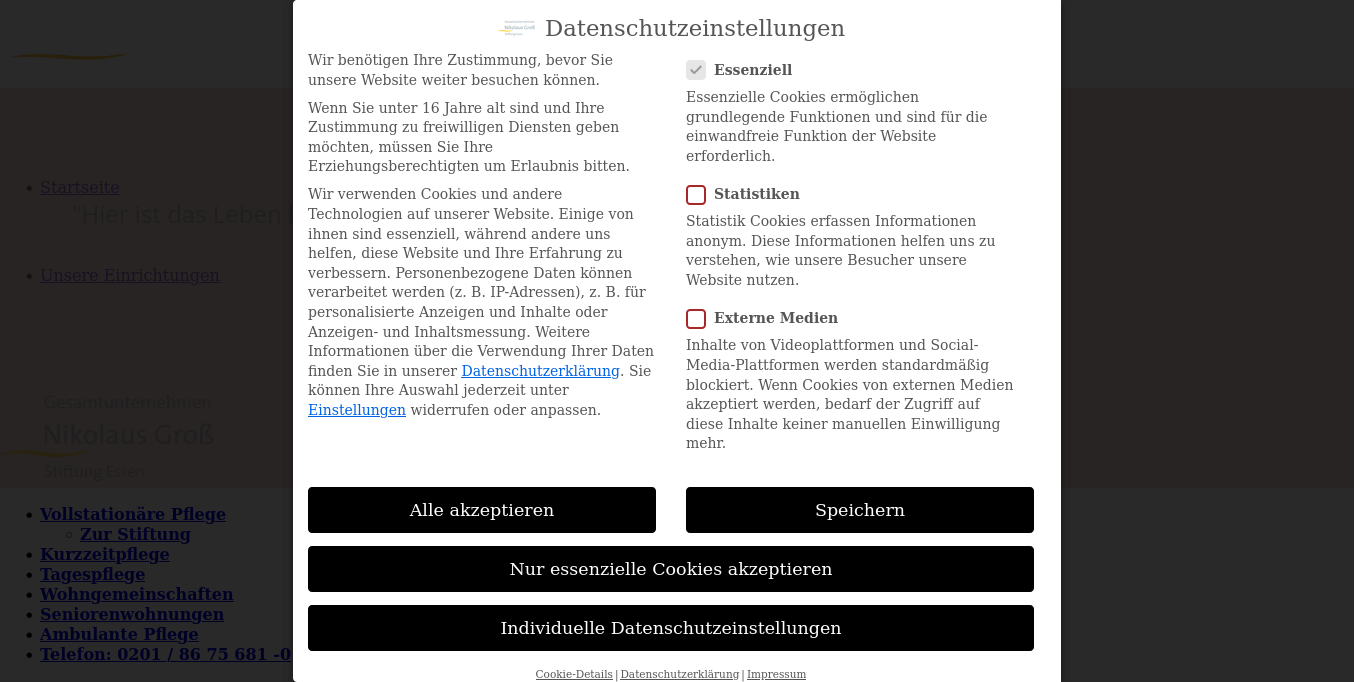 Gesamtunternehmen
Nikolaus Groß
Datenschutzeinstellungen
Wir benötigen Ihre Zustimmung, bevor Sie
unsere Website weiter besuchen können.
Wenn Sie unter 16 Jahre alt sind und Ihre
Zustimmung zu freiwilligen Diensten geben
möchten, müssen Sie Ihre
Erziehungsberechtigten um Erlaubnis bitten.
Wir verwenden Cookies und andere
Technologien auf unserer Website. Einige von
ihnen sind essenziell, während andere uns
helfen, diese Website und Ihre Erfahrung zu
verbessern. Personenbezogene Daten können
verarbeitet werden (z. B. IP-Adressen), z. B. für
personalisierte Anzeigen und Inhalte oder
Anzeigen- und Inhaltsmessung. Weitere
Informationen über die Verwendung Ihrer Daten
finden Sie in unserer Datenschutzerklärung. Sie
können Ihre Auswahl jederzeit unter
Einstellungen widerrufen oder anpassen.
Essenziell
Essenzielle Cookies ermöglichen
grundlegende Funktionen und sind für die
einwandfreie Funktion der Website
erforderlich.
Statistiken
Statistik Cookies erfassen Informationen
anonym. Diese Informationen helfen uns zu
verstehen, wie unsere Besucher unsere
Website nutzen.
Externe Medien
Inhalte von Videoplattformen und Social-
Media-Plattformen werden standardmäßig
blockiert. Wenn Cookies von externen Medien
akzeptiert werden, bedarf der Zugriff auf
diese Inhalte keiner manuellen Einwilligung
mehr.
Alle akzeptieren
Speichern
Nur essenzielle Cookies akzeptieren
Individuelle Datenschutzeinstellungen
Cookie-Details | Datenschutzerklärung | Impressum
Startseite
"Hier ist das Leben
Unsere Einrichtungen
Gesamtunternehmen
Nikolaus Groß
Stiftung Essen
Vollstationäre Pflege
Zur Stiftung
Kurzzeitpflege
Tagespflege
Wohngemeinschaften
Seniorenwohnungen
Ambulante Pflege
Telefon: 0201 / 86 75 681 -0